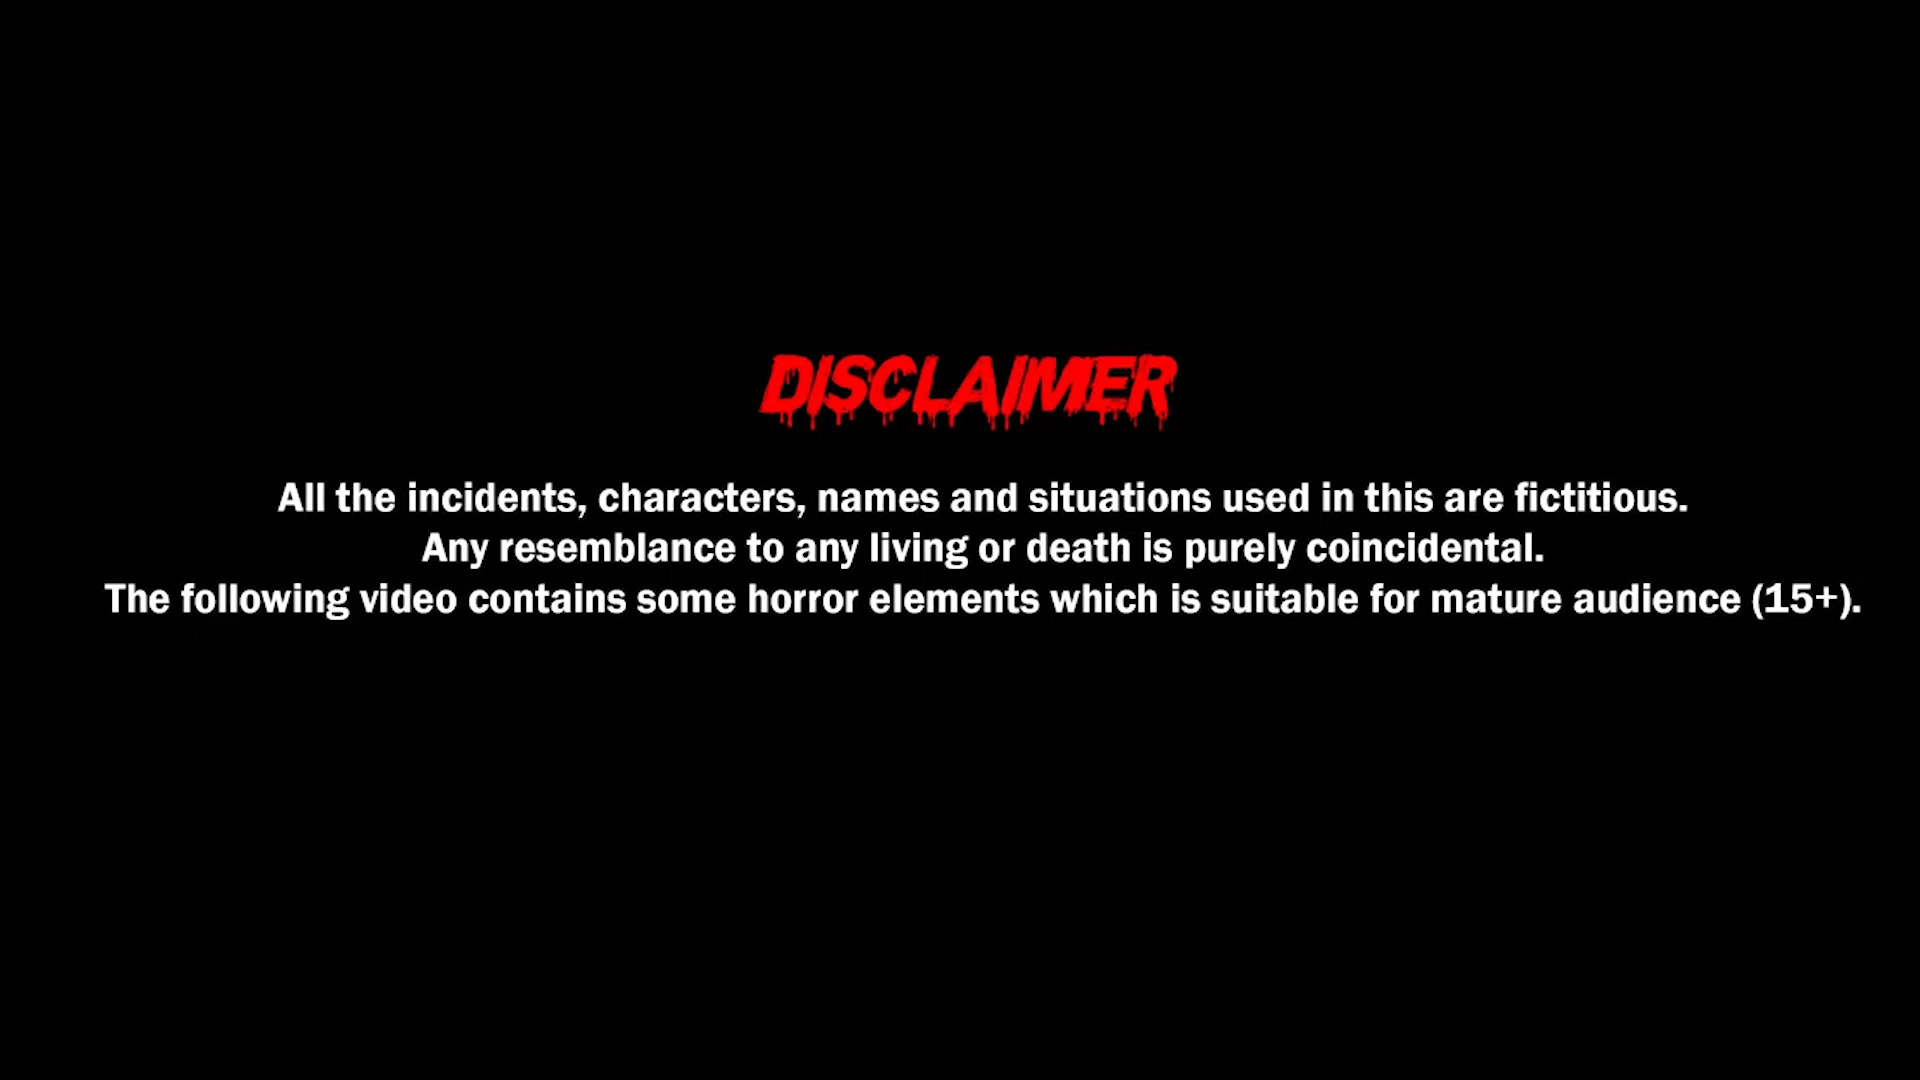 DISCLAIMER
All the incidents, characters, names and situations used in this are fictitious.
Any resemblance to any living or death is purely coincidental.
The following video contains some horror elements which is suitable for mature audience (15+).